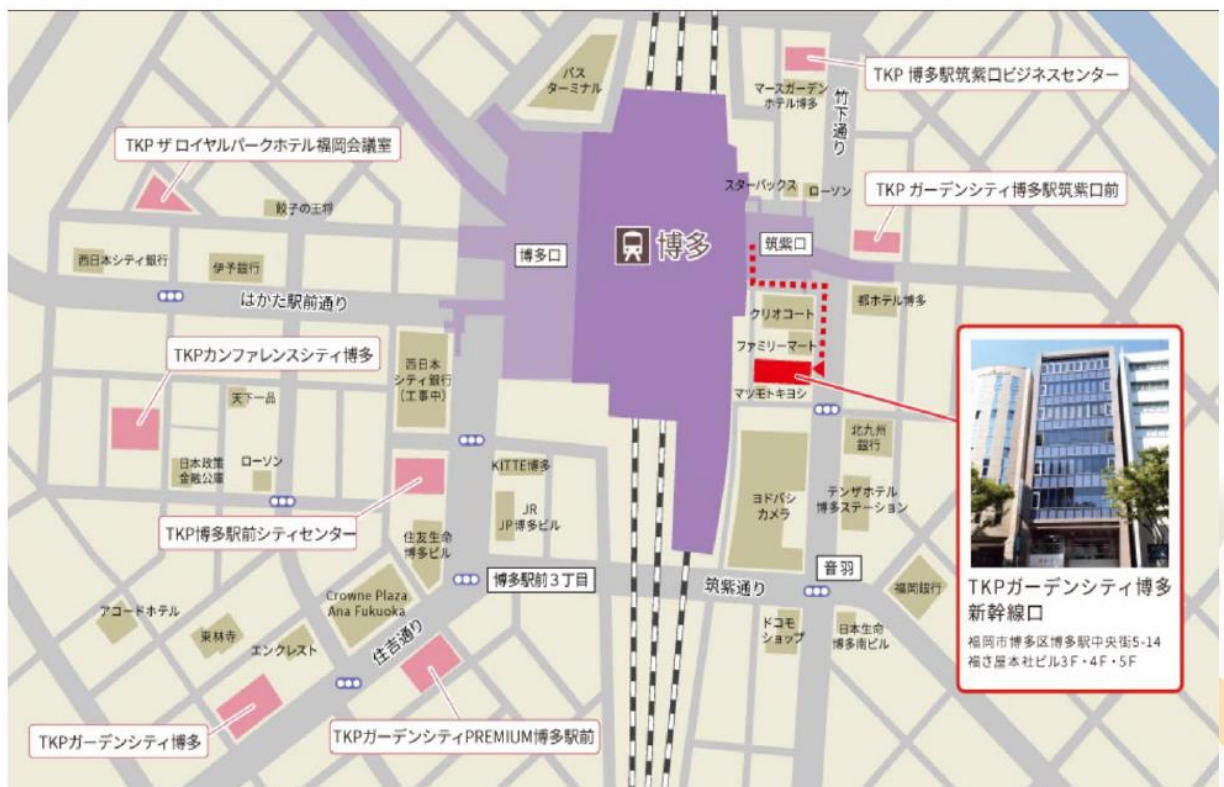 バス
ターミナル
マースガーデン
ホテル博多
TKP 博多駅筑紫口ビジネスセンター
竹下通り
TKP ザ ロイヤルパークホテル福岡会議室
スターバックス
ローソン
TKP ガーデンシティ博多駅筑紫口前
餃子の王将
博多口
博多
筑紫口
西日本シティ銀行
伊予銀行
はかた駅前通り
クリオコート
都ホテル博多
ファミリーマート
TKPカンファレンスシティ博多
西日本
シティ銀行
(工事中)
マツモトキヨシ
天下一品
北九州
銀行
日本政策
金融公庫
ローソン
KITTE博多
ヨドバシ
カメラ
テンザホテル
博多ステーション
JR
JP博多ビル
TKP博多駅前シティセンター
住友生命
博多ビル
博多駅前3丁目
筑紫通り
音羽
福岡銀行
TKPガーデンシティ博多
新幹線口
福岡市博多区博多駅中央街5-14
福さ屋本社ビル3F・4F・5F
Crowne Plaza
Ana Fukuoka
アコードホテル
東林寺
エンクレスト
住吉通り
ドコモ
ショップ
日本生命
博多南ビル
TKPガーデンシティ博多
TKPガーデンシティPREMIUM博多駅前